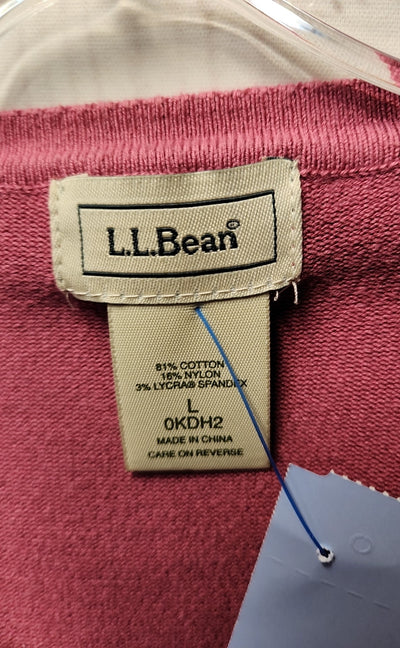 L.L.Bean®
81% COTTON
16% NYLON
3% LYCRA® SPANDEX
L
0KDH2
MADE IN CHINA
CARE ON REVERSE